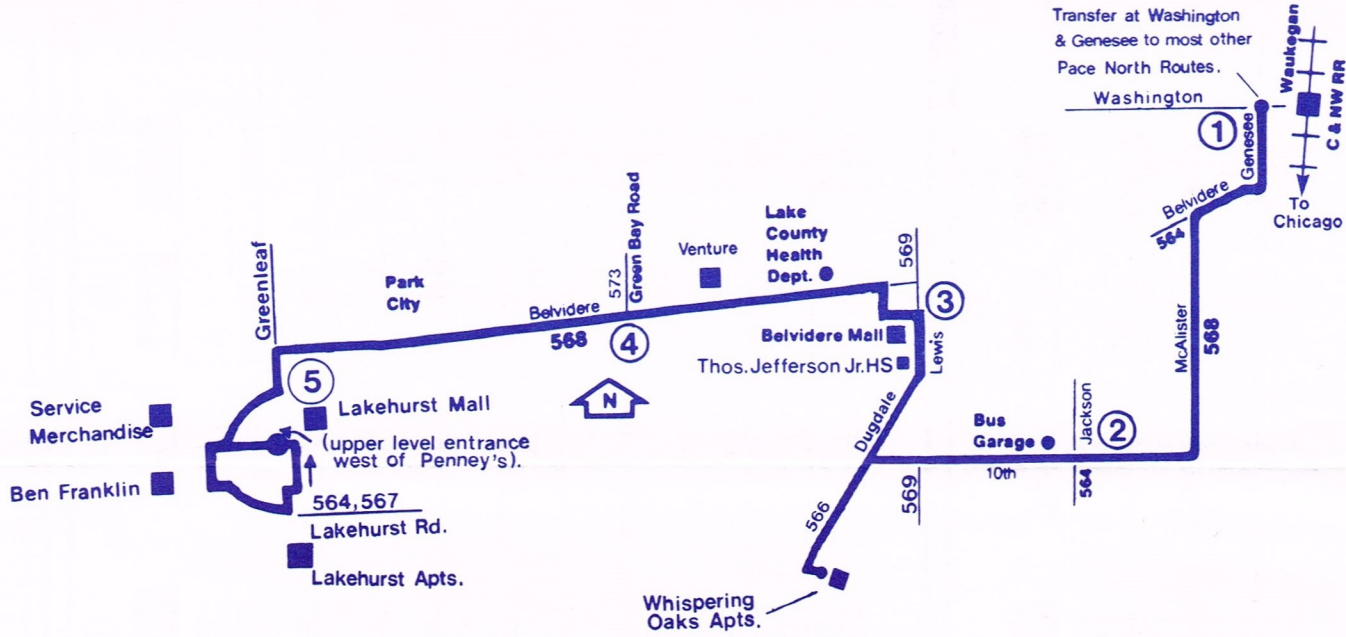 Transfer at Washington
& Genesee to most other
Pace North Routes.
Washington
Waukegan
C & NW RR
1
Genesee
To
Chicago
Belvidere
564
McAlister
568
Jackson
2
564
Bus
Garage
10th
569
Dugdale
566
Whispering
Oaks Apts.
569
3
Lewis
Belvidere Mall
Thos. Jefferson Jr. HS
Lake
County
Health
Dept.
Venture
573
Green Bay Road
4
Belvidere
568
N
Park
City
Greenleaf
5
Lakehurst Mall
(upper level entrance
west of Penney's).
Service
Merchandise
Ben Franklin
564,567
Lakehurst Rd.
Lakehurst Apts.